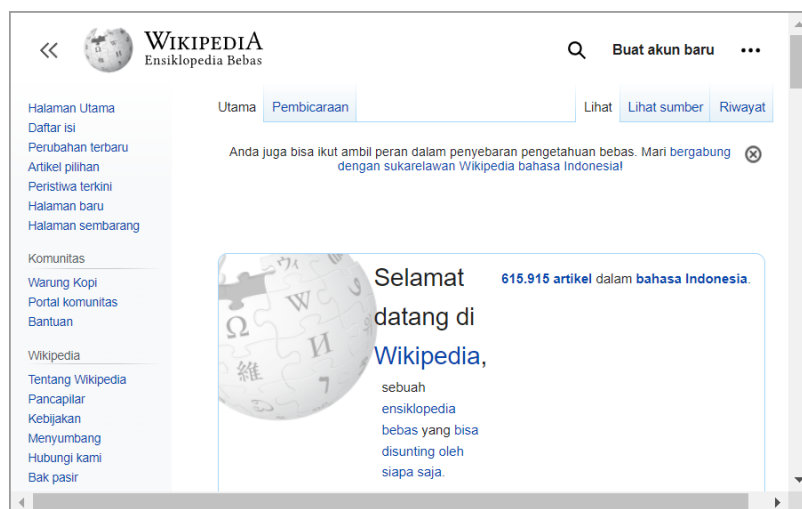 WIKIPEDIA
Ensiklopedia Bebas
Buat akun baru
Halaman Utama
Daftar isi
Perubahan terbaru
Artikel pilihan
Peristiwa terkini
Halaman baru
Halaman sembarang
Komunitas
Warung Kopi
Portal komunitas
Bantuan
Wikipedia
Tentang Wikipedia
Pancapilar
Kebijakan
Menyumbang
Hubungi kami
Bak pasir
Utama Pembicaraan Lihat Lihat sumber Riwayat
Anda juga bisa ikut ambil peran dalam penyebaran pengetahuan bebas. Mari bergabung
dengan sukarelawan Wikipedia bahasa Indonesia!
Ω W И 維 7
Selamat
datang di
Wikipedia,
sebuah
ensiklopedia
bebas yang bisa
disunting oleh
siapa saja.
615.915 artikel dalam bahasa Indonesia.